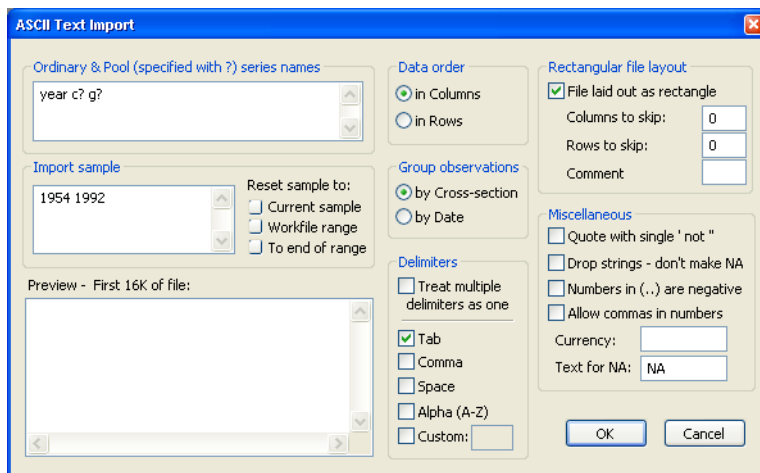 ASCII Text Import
Ordinary & Pool (specified with ?) series names
year c? g?
Import sample
1954 1992
Reset sample to:
Current sample
Workfile range
To end of range
Preview - First 16K of file:
Data order
in Columns
in Rows
Group observations
by Cross-section
by Date
Delimiters
Treat multiple
delimiters as one
Tab
Comma
Space
Alpha (A-Z)
Custom:
Rectangular file layout
File laid out as rectangle
Columns to skip: 0
Rows to skip: 0
Comment
Miscellaneous
Quote with single ' not "
Drop strings - don't make NA
Numbers in (..) are negative
Allow commas in numbers
Currency:
Text for NA: NA
OK
Cancel